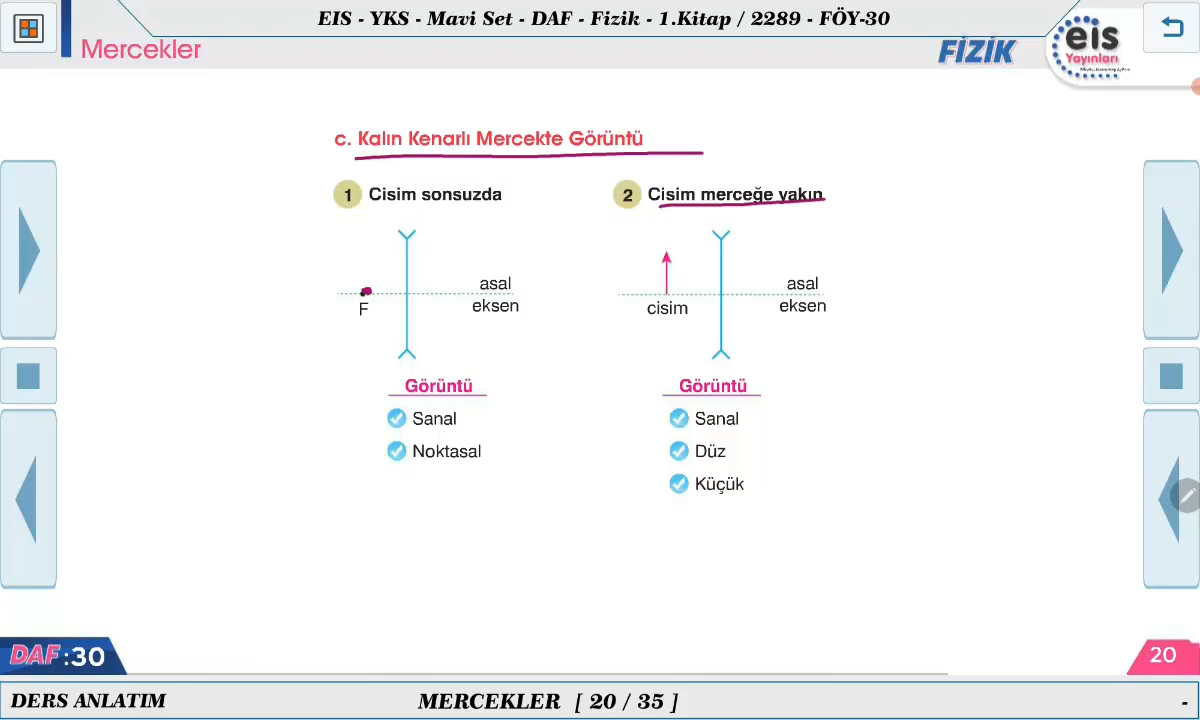 EIS - YKS - Mavi Set - DAF - Fizik - 1.Kitap / 2289 - FÖY-30
Mercekler
FİZİK
eis
Yayınları
c. Kalın Kenarlı Mercekte Görüntü
1 Cisim sonsuzda
2 Cisim merceğe yakın
F
asal
eksen
cisim
asal
eksen
Görüntü
Sanal
Noktasal
Görüntü
Sanal
Düz
Küçük
DAF:30
20
DERS ANLATIM
MERCEKLER [ 20 / 35 ]
-